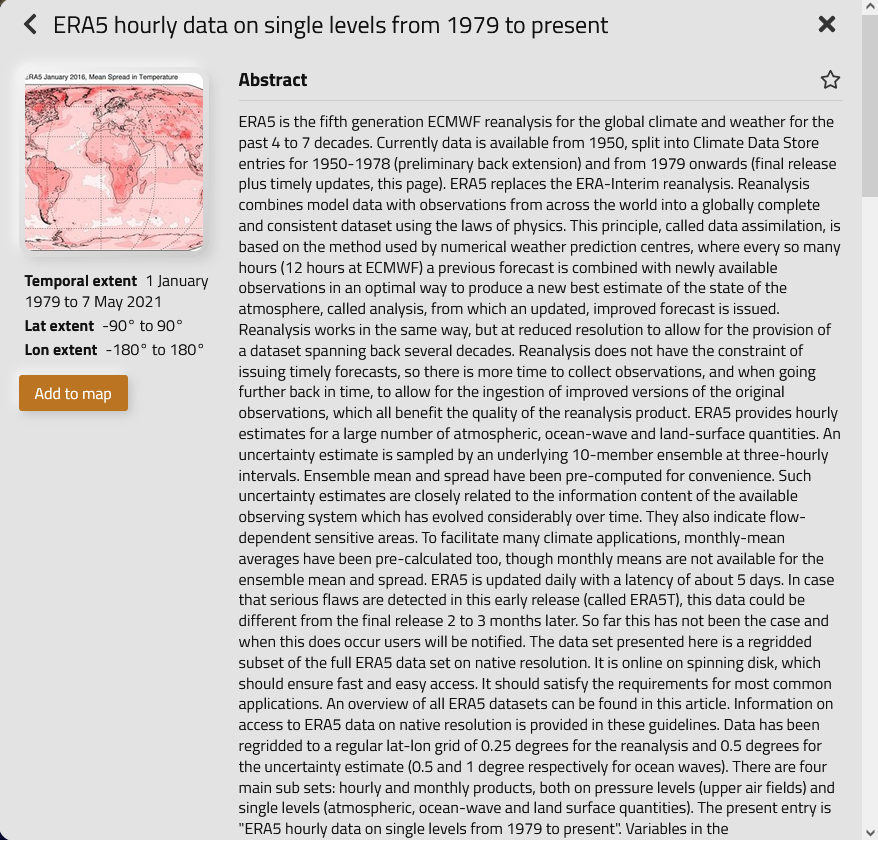 ERA5 hourly data on single levels from 1979 to present
RA5 January 2016, Mean Spread in Temperature
Temporal extent 1 January
1979 to 7 May 2021
Lat extent -90° to 90°
Lon extent -180° to 180°
Add to map
Abstract
ERA5 is the fifth generation ECMWF reanalysis for the global climate and weather for the
past 4 to 7 decades. Currently data is available from 1950, split into Climate Data Store
entries for 1950-1978 (preliminary back extension) and from 1979 onwards (final release
plus timely updates, this page). ERA5 replaces the ERA-Interim reanalysis. Reanalysis
combines model data with observations from across the world into a globally complete
and consistent dataset using the laws of physics. This principle, called data assimilation, is
based on the method used by numerical weather prediction centres, where every so many
hours (12 hours at ECMWF) a previous forecast is combined with newly available
observations in an optimal way to produce a new best estimate of the state of the
atmosphere, called analysis, from which an updated, improved forecast is issued.
Reanalysis works in the same way, but at reduced resolution to allow for the provision of
a dataset spanning back several decades. Reanalysis does not have the constraint of
issuing timely forecasts, so there is more time to collect observations, and when going
further back in time, to allow for the ingestion of improved versions of the original
observations, which all benefit the quality of the reanalysis product. ERA5 provides hourly
estimates for a large number of atmospheric, ocean-wave and land-surface quantities. An
uncertainty estimate is sampled by an underlying 10-member ensemble at three-hourly
intervals. Ensemble mean and spread have been pre-computed for convenience. Such
uncertainty estimates are closely related to the information content of the available
observing system which has evolved considerably over time. They also indicate flow-
dependent sensitive areas. To facilitate many climate applications, monthly-mean
averages have been pre-calculated too, though monthly means are not available for the
ensemble mean and spread. ERA5 is updated daily with a latency of about 5 days. In case
that serious flaws are detected in this early release (called ERA5T), this data could be
different from the final release 2 to 3 months later. So far this has not been the case and
when this does occur users will be notified. The data set presented here is a regridded
subset of the full ERA5 data set on native resolution. It is online on spinning disk, which
should ensure fast and easy access. It should satisfy the requirements for most common
applications. An overview of all ERA5 datasets can be found in this article. Information on
access to ERA5 data on native resolution is provided in these guidelines. Data has been
regridded to a regular lat-lon grid of 0.25 degrees for the reanalysis and 0.5 degrees for
the uncertainty estimate (0.5 and 1 degree respectively for ocean waves). There are four
main sub sets: hourly and monthly products, both on pressure levels (upper air fields) and
single levels (atmospheric, ocean-wave and land surface quantities). The present entry is
"ERA5 hourly data on single levels from 1979 to present". Variables in the